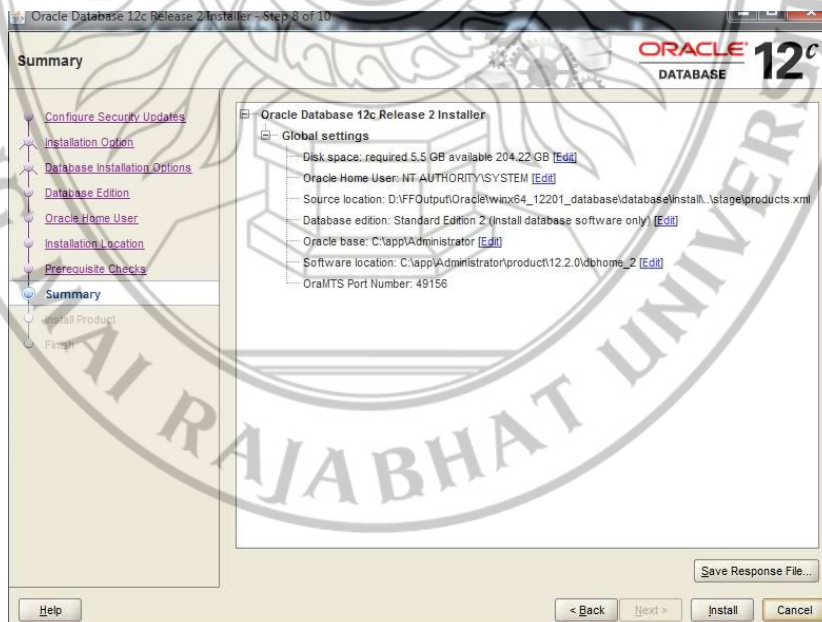 Oracle Database 12c Release 2 Installer - Step 8 of 10
Summary
ORACLE
DATABASE
12c
Configure Security Updates
Installation Option
Database Installation Options
Database Edition
Oracle Home User
Installation Location
Prerequisite Checks
Summary
Install Product
Finish
Oracle Database 12c Release 2 Installer
Global settings
Disk space: required 5.5 GB available 204.22 GB [Edit]
Oracle Home User: NT AUTHORITY\SYSTEM [Edit]
Source location: D:\FFOutput\Oracle\winx64_12201_database\database\install\..\stage\products.xml
Database edition: Standard Edition 2 (Install database software only) [Edit]
Oracle base: C:\app\Administrator [Edit]
Software location: C:\app\Administrator\product\12.2.0\dbhome_2 [Edit]
OraMTS Port Number: 49156
RAJABHAT
Save Response File...
Help
< Back
Next >
Install
Cancel